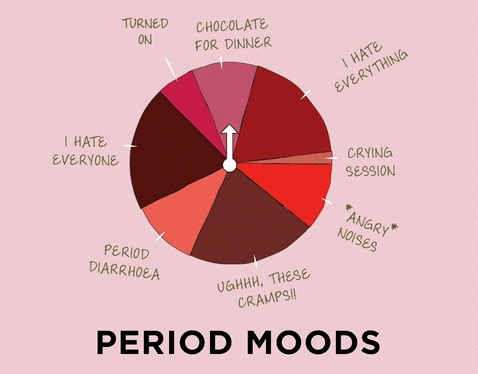 TURNED
ON
CHOCOLATE
FOR DINNER
I HATE
EVERYTHING
CRYING
SESSION
*ANGRY*
NOISES
UGHHH, THESE
CRAMPS!!
PERIOD
DIARRHOEA
I HATE
EVERYONE
PERIOD MOODS